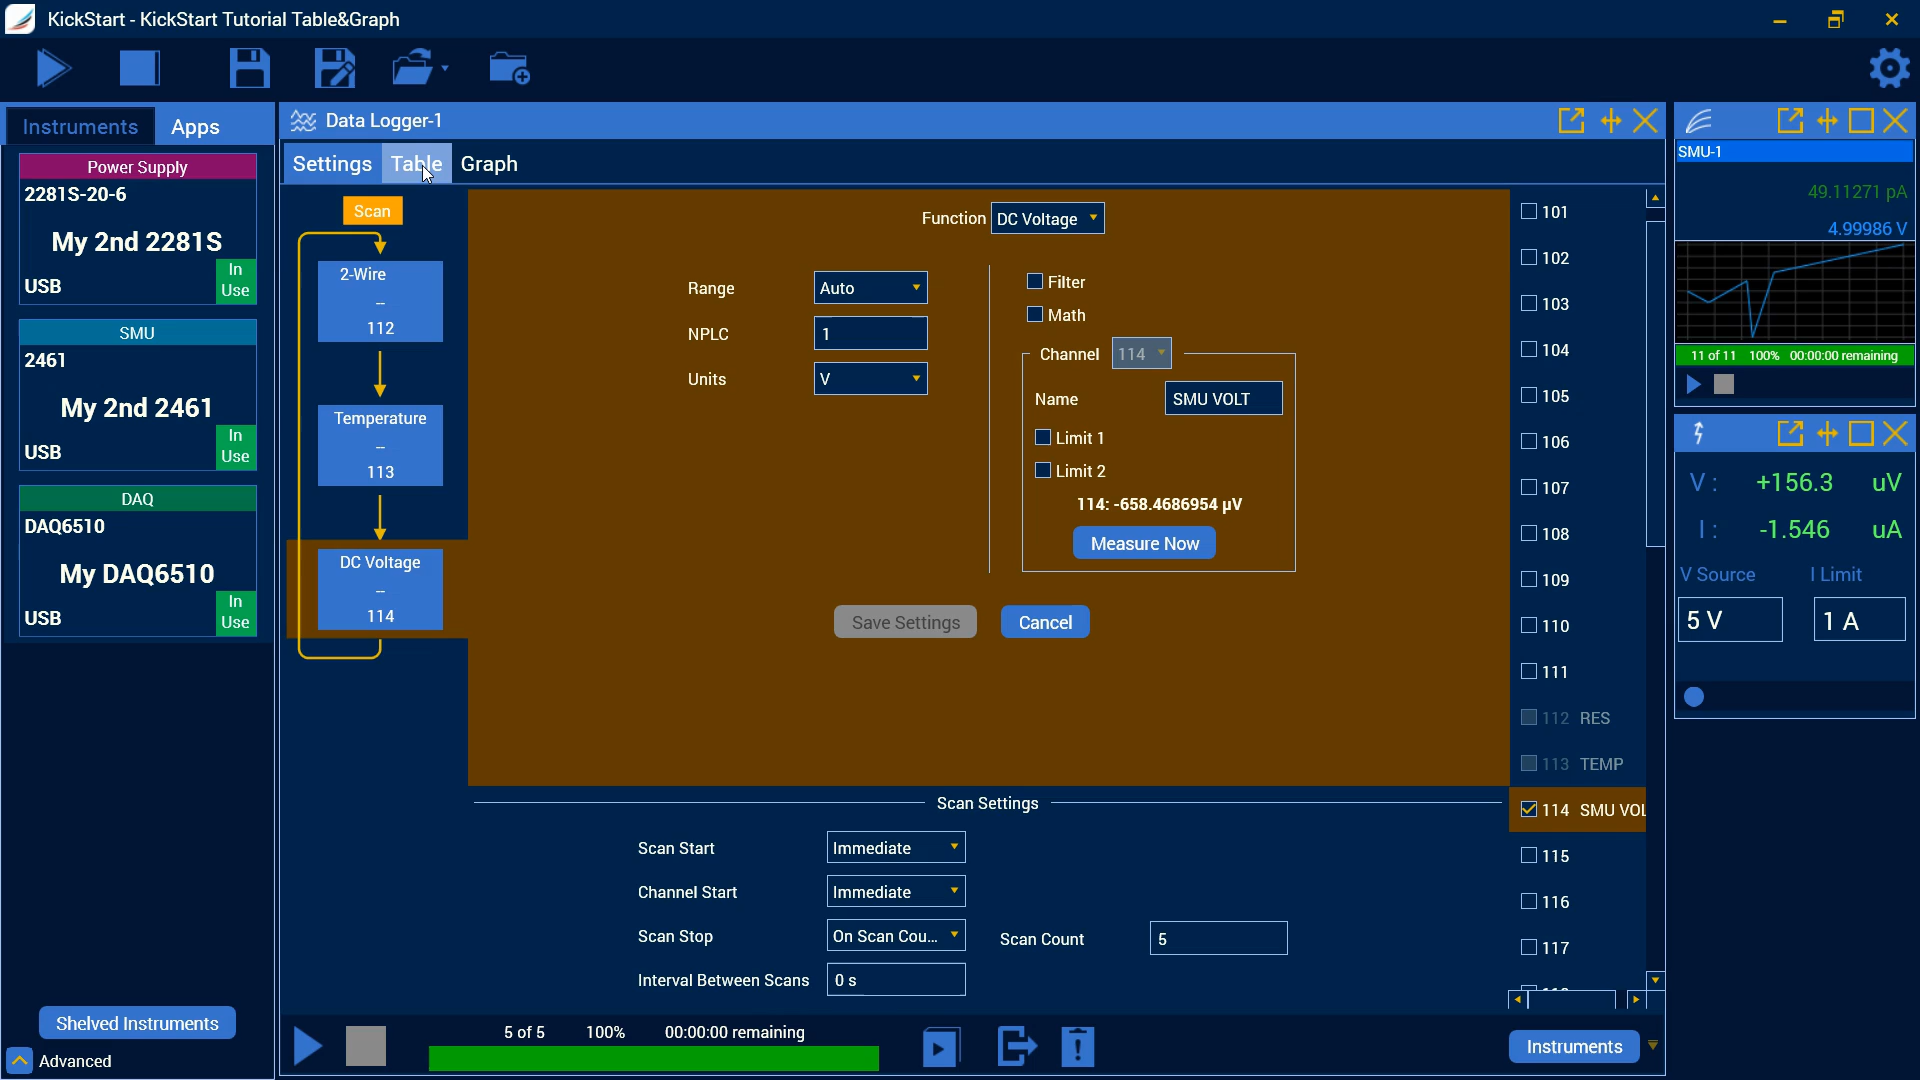 KickStart - KickStart Tutorial Table&Graph
Instruments
Apps
Power Supply
2281S-20-6
My 2nd 2281S
USB
In
Use
SMU
2461
My 2nd 2461
USB
In
Use
DAQ
DAQ6510
My DAQ6510
USB
In
Use
Shelved Instruments
Advanced
Data Logger-1
Settings
Table
Graph
Scan
2-Wire
--
112
Temperature
--
113
DC Voltage
--
114
Function
DC Voltage
Range
Auto
NPLC
1
Units
V
Filter
Math
Channel
114
Name
SMU VOLT
Limit 1
Limit 2
114: -658.4686954 µV
Measure Now
Save Settings
Cancel
Scan Settings
Scan Start
Immediate
Channel Start
Immediate
Scan Stop
On Scan Cou...
Scan Count
5
Interval Between Scans
0 s
101
102
103
104
105
106
107
108
109
110
111
112 RES
113 TEMP
114 SMU VOL
115
116
117
5 of 5 100% 00:00:00 remaining
Instruments
SMU-1
49.11271 pA
4.99986 V
11 of 11 100% 00:00:00 remaining
V : +156.3 uV
I : -1.546 uA
V Source
I Limit
5 V
1 A